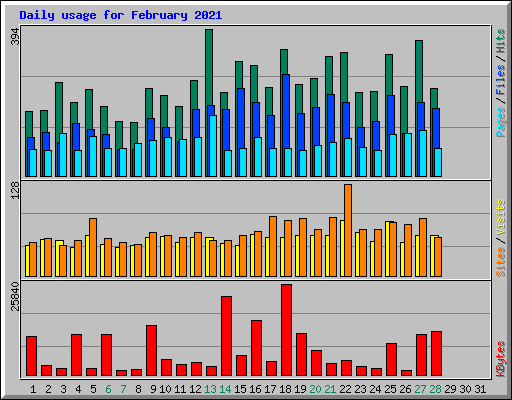 Daily usage for February 2021
394
Pages / Files / Hits
128
Sites / Visits
25840
KBytes
1 2 3 4 5 6 7 8 9 10 11 12 13 14 15 16 17 18 19 20 21 22 23 24 25 26 27 28 29 30 31